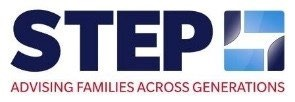 STEP
ADVISING FAMILIES ACROSS GENERATIONS